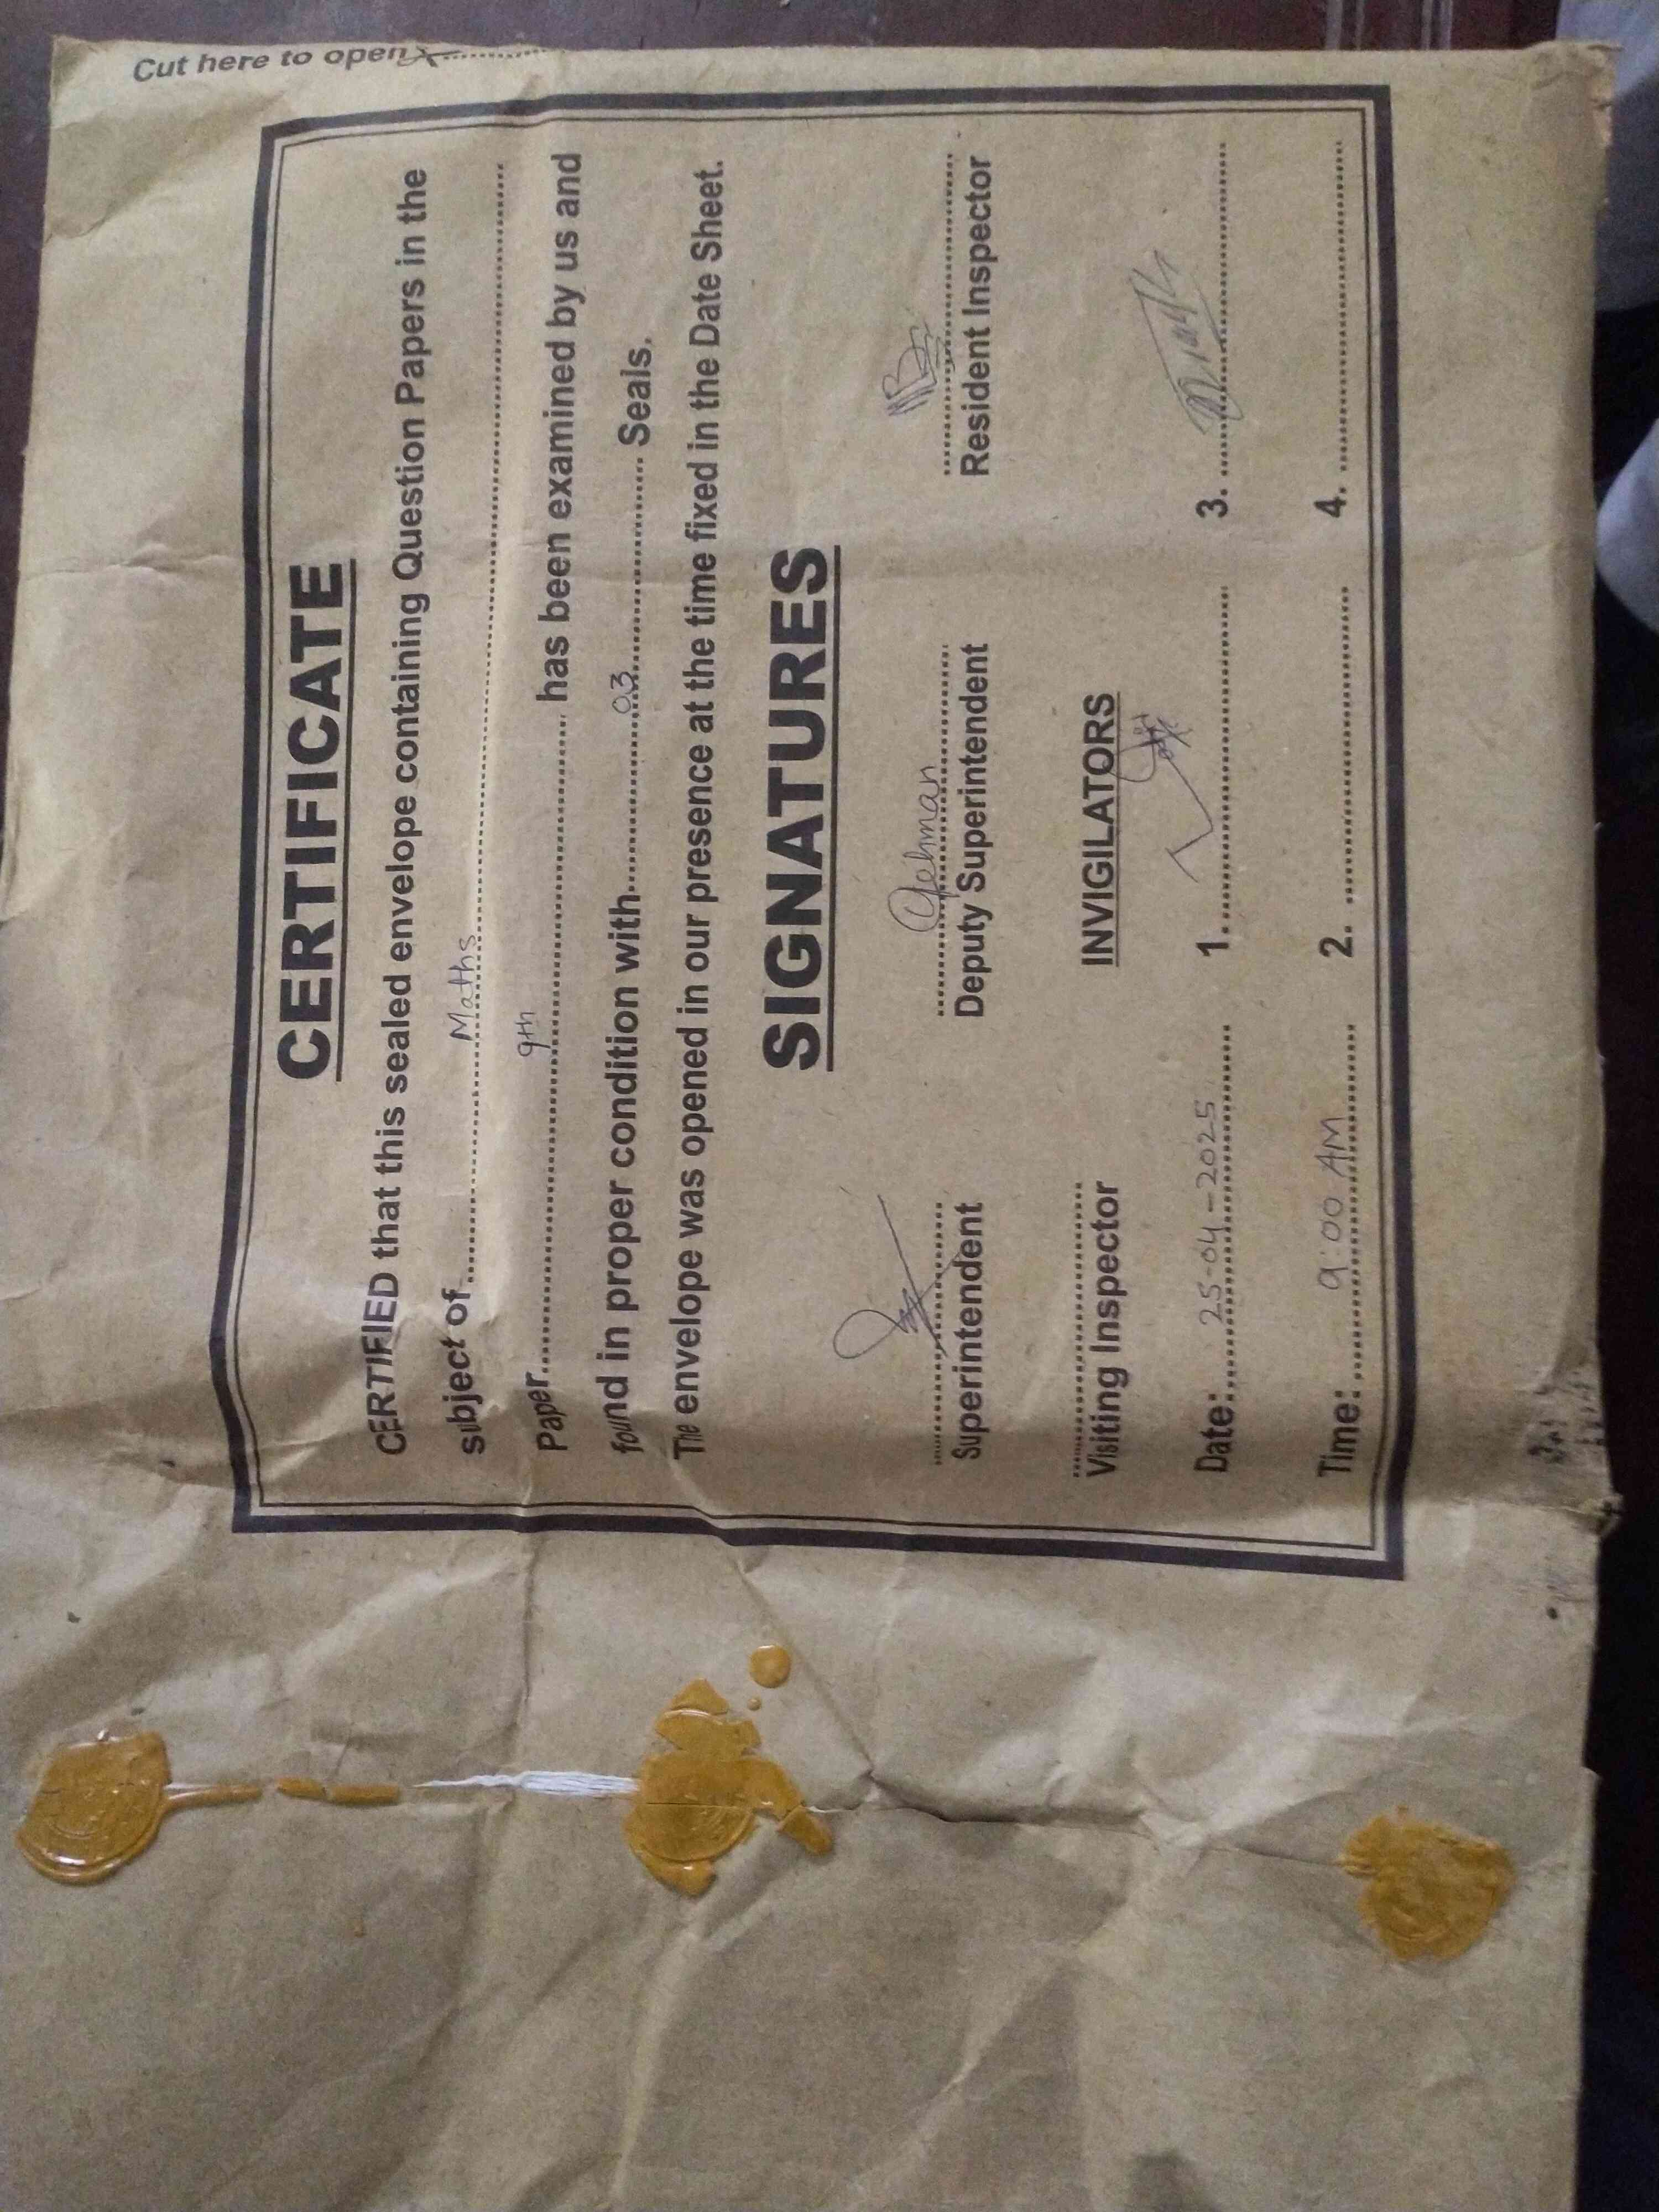 Cut here to open
CERTIFICATE
CERTIFIED that this sealed envelope containing Question Papers in the
subject of..........Maths..........
Paper..........9th.......... has been examined by us and
found in proper condition with..........03.......... Seals.
The envelope was opened in our presence at the time fixed in the Date Sheet.
SIGNATURES
Superintendent Deputy Superintendent Resident Inspector
INVIGILATORS
Visiting Inspector
Date: 25-04-2025 1. 3.
Time: 9:00 AM 2. 4.